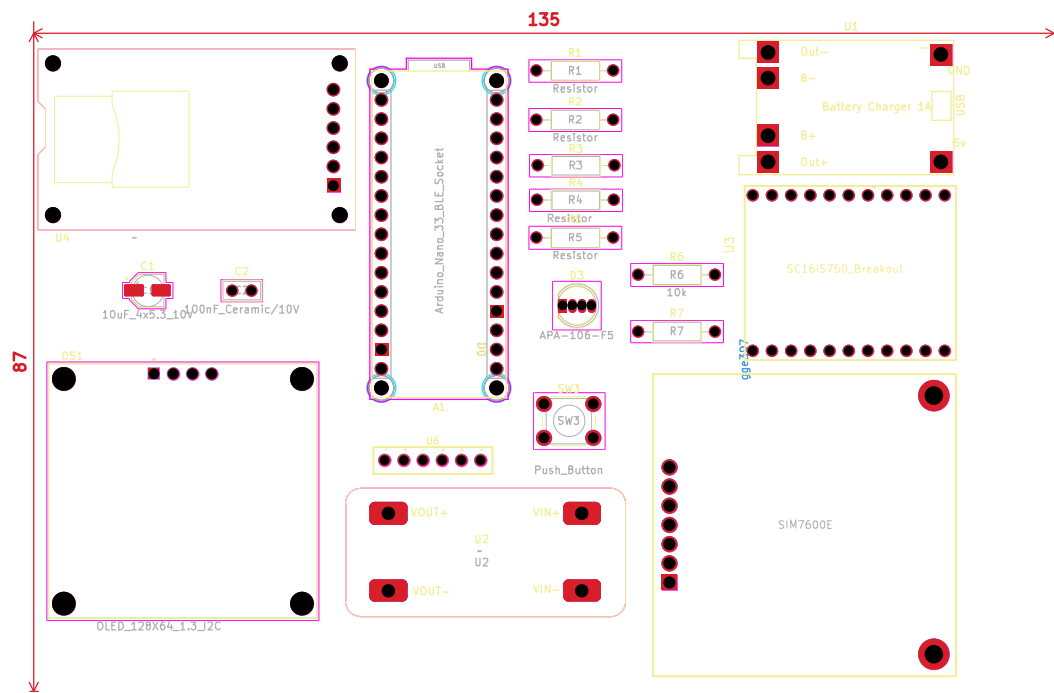 135
U1
R1
USB
R1
Resistor
Out-
-
GND
B-
Battery Charger 1A
USB
R2
R2
Resistor
B+
5v
Out+
R3
R3
Arduino_Nano_33_BLE_Socket
R4
R4
Resistor
R5
Resistor
U4
-
U3
SC16IS750_Breakout
C1
10uF_4x5.3_10V
C2
100nF_Ceramic/10V
R6
R6
10k
D3
APA-106-F5
R7
R7
87
DS1
gge397
A1
SW3
SW3
Push_Button
U6
VOUT+
VIN+
U2
-
U2
VOUT-
VIN-
SIM7600E
OLED_128X64_1.3_I2C